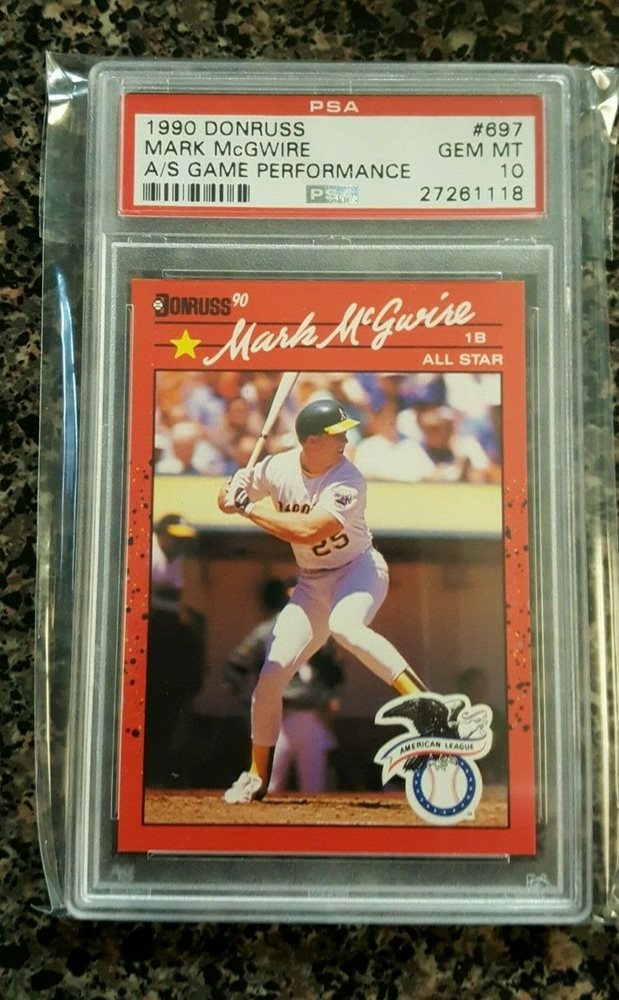 PSA
1990 DONRUSS #697
MARK McGWIRE GEM MT
A/S GAME PERFORMANCE 10
PSA 27261118
DONRUSS 90
Mark McGwire
1B
ALL STAR
A's
25
AMERICAN LEAGUE